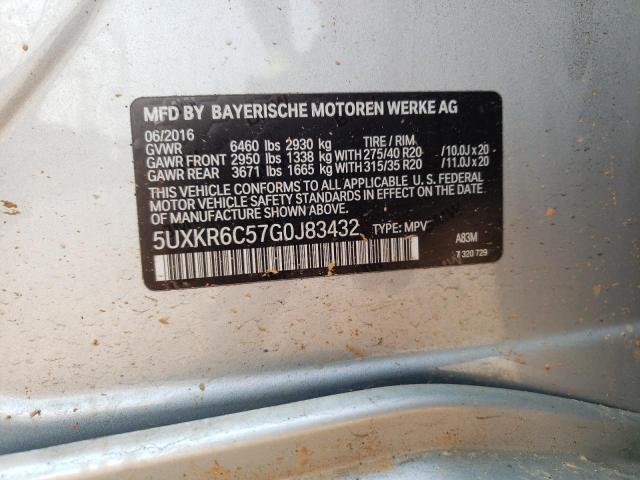 MFD BY BAYERISCHE MOTOREN WERKE AG
06/2016
GVWR 6460 lbs 2930 kg TIRE / RIM
GAWR FRONT 2950 lbs 1338 kg WITH 275/40 R20 /10.0J x 20 -
GAWR REAR 3671 lbs 1665 kg WITH 315/35 R20 /11.0J x 20
THIS VEHICLE CONFORMS TO ALL APPLICABLE U. S. FEDERAL
MOTOR VEHICLE SAFETY STANDARDS IN EFFECT ON THE DATE
OF MANUFACTURE SHOWN ABOVE.
5UXKR6C57G0J83432 TYPE: MPV
A83M
7 320 729